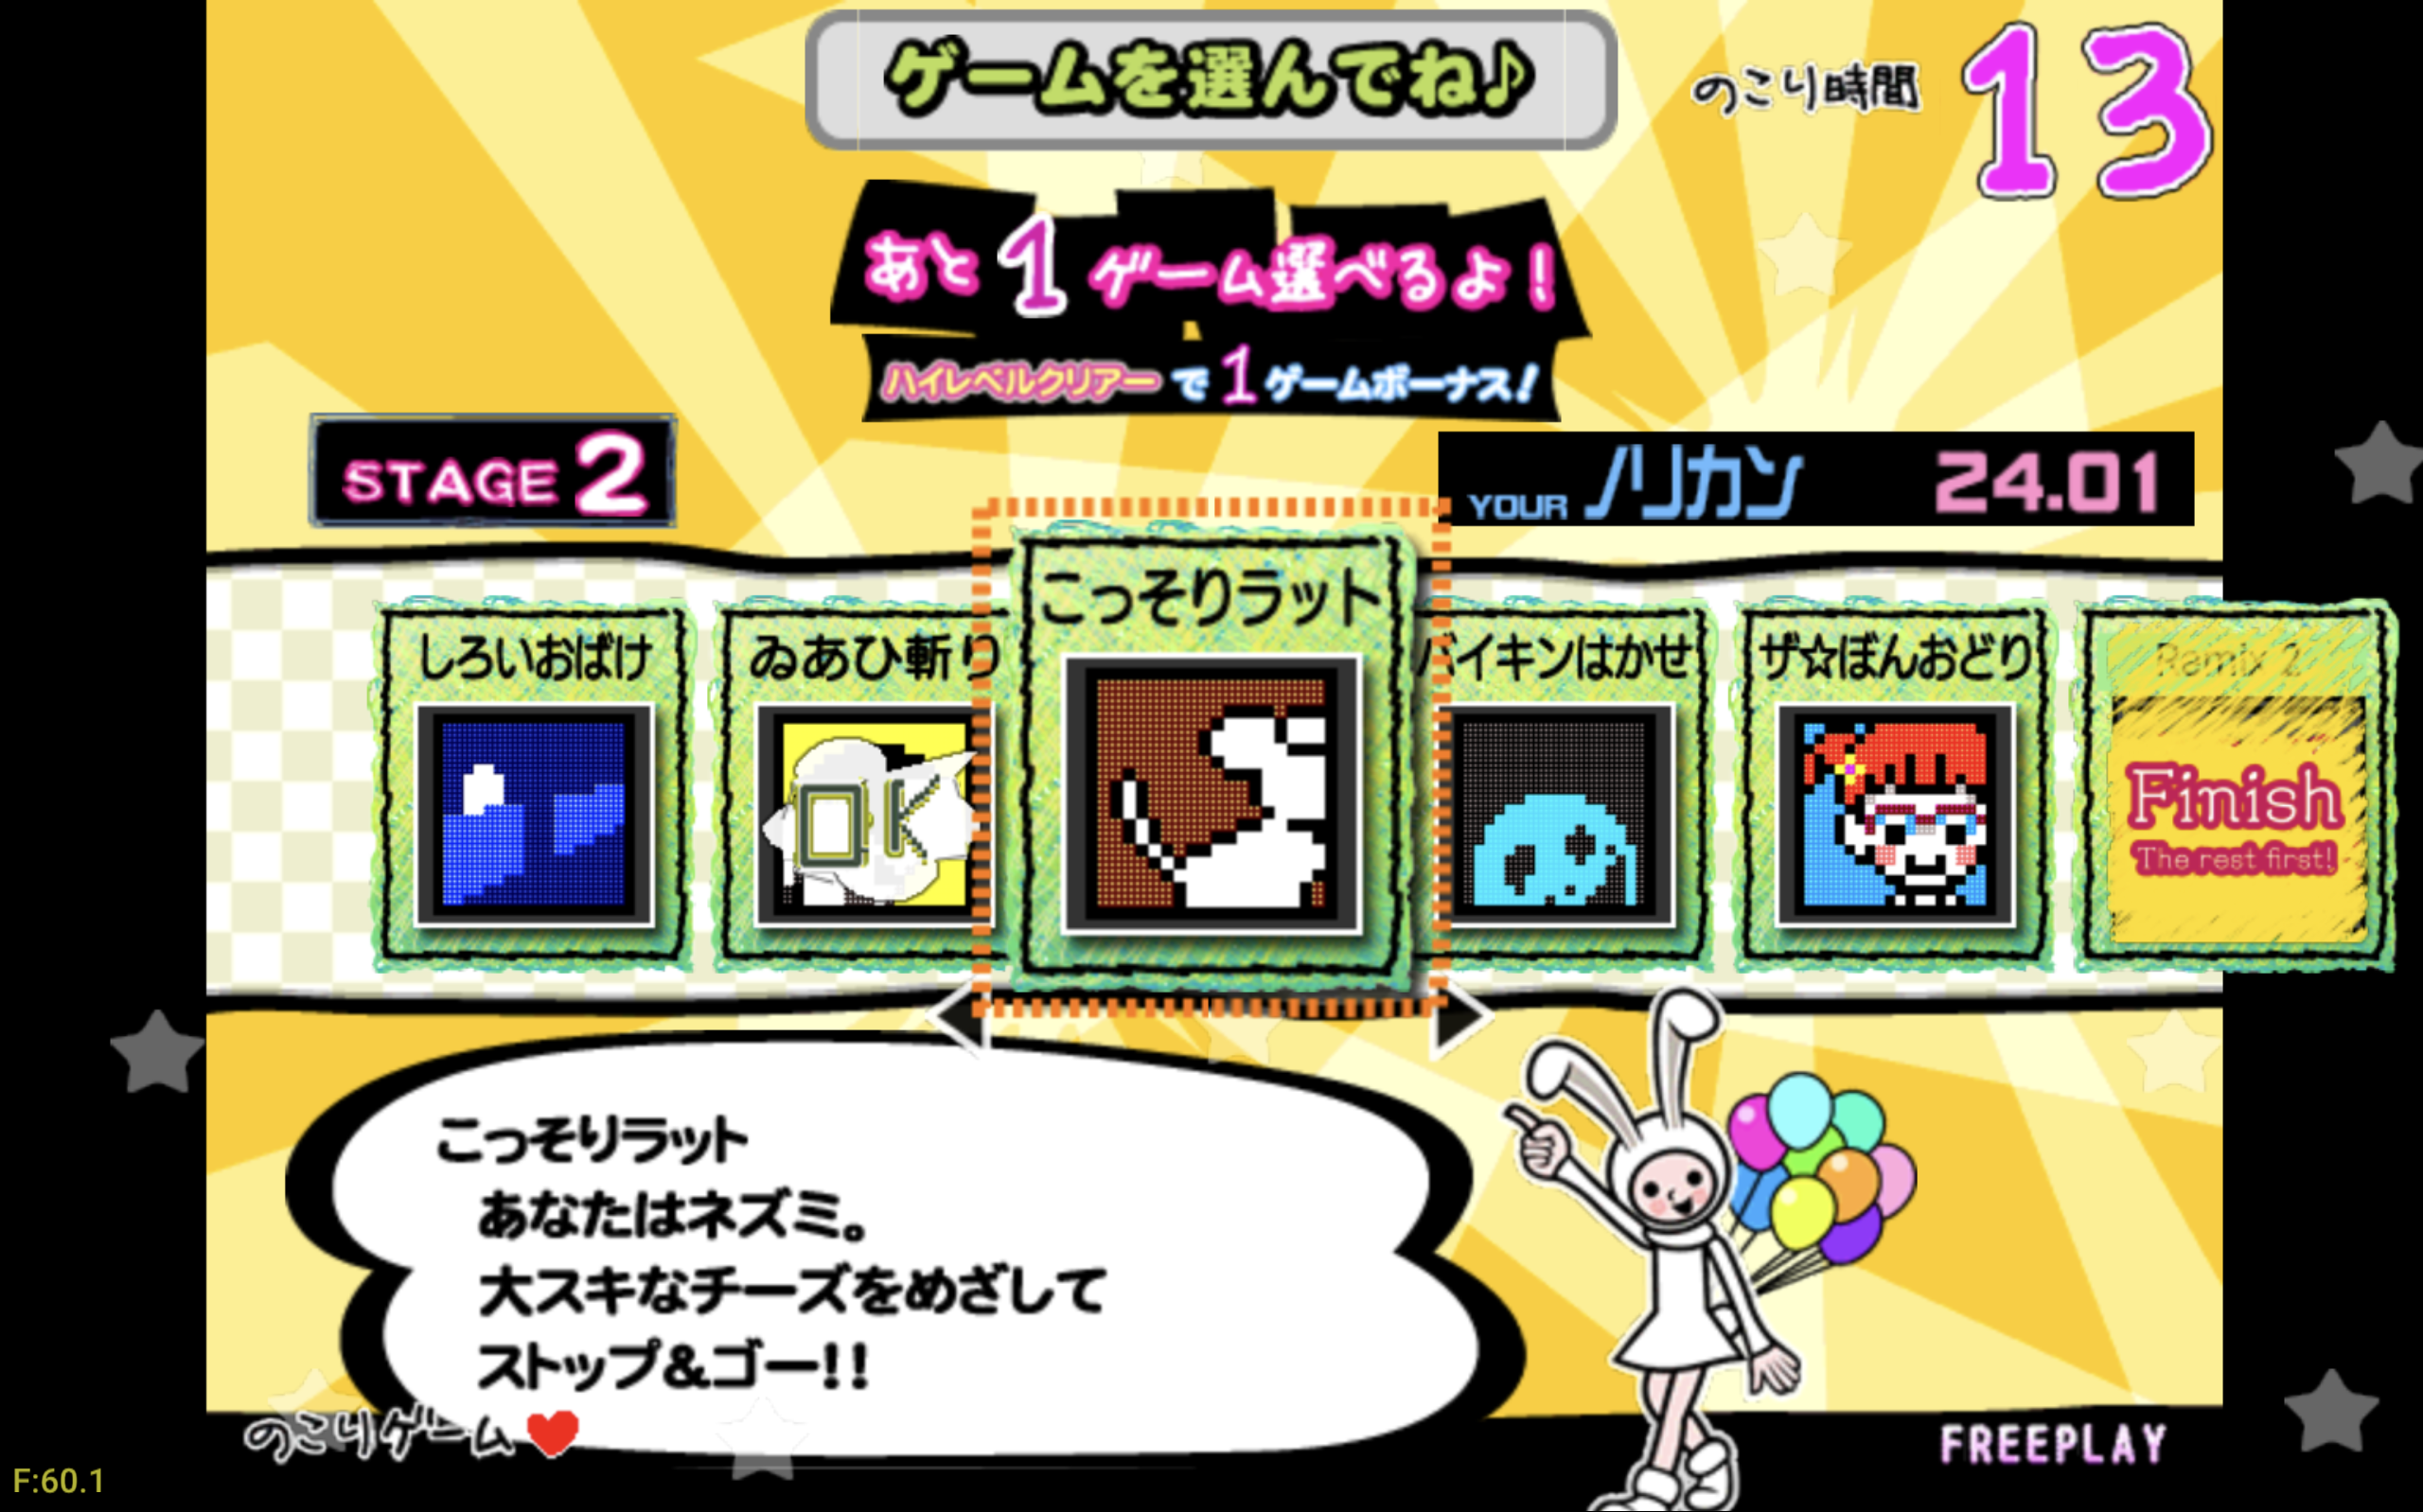 ゲームを選んでね♪
のこり時間 13
あと1ゲーム選べるよ！
ハイレベルクリアーで1ゲームボーナス！
STAGE 2
YOUR ノリカン 24.01
しろいおばけ
ゐあひ斬り
OK
こっそりラット
バイキンはかせ
ザ☆ぼんおどり
Remix 2
Finish
The rest first!
こっそりラット
あなたはネズミ。
大スキなチーズをめざして
ストップ&ゴー!!
のこりゲーム
FREEPLAY
F:60.1